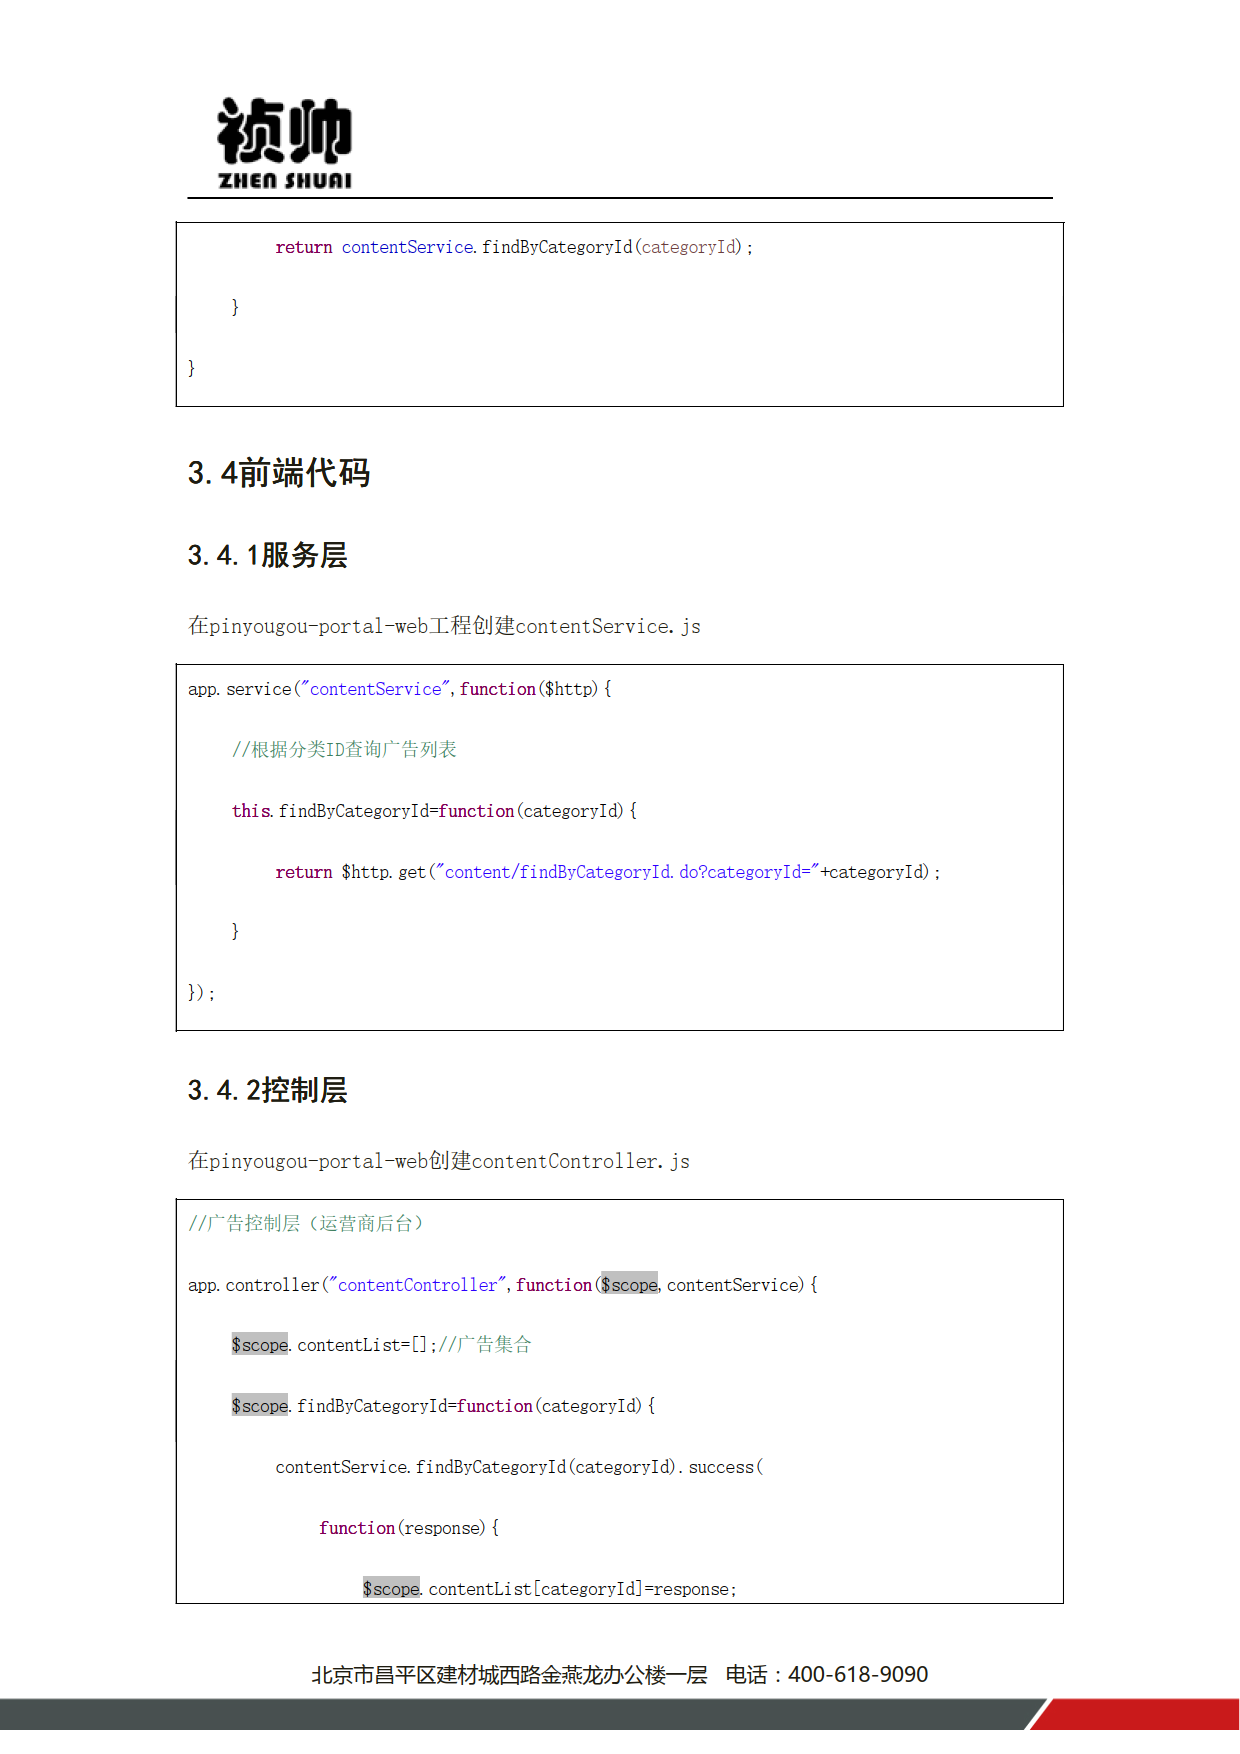 祯帅
ZHEN SHUAI
return contentService.findByCategoryId(categoryId);
}
}
3.4前端代码
3.4.1服务层
在pinyougou-portal-web工程创建contentService.js
app.service("contentService",function($http){
//根据分类ID查询广告列表
this.findByCategoryId=function(categoryId){
return $http.get("content/findByCategoryId.do?categoryId="+categoryId);
}
});
3.4.2控制层
在pinyougou-portal-web创建contentController.js
//广告控制层（运营商后台）
app.controller("contentController",function($scope,contentService){
$scope.contentList=[];//广告集合
$scope.findByCategoryId=function(categoryId){
contentService.findByCategoryId(categoryId).success(
function(response){
$scope.contentList[categoryId]=response;
北京市昌平区建材城西路金燕龙办公楼一层 电话：400-618-9090